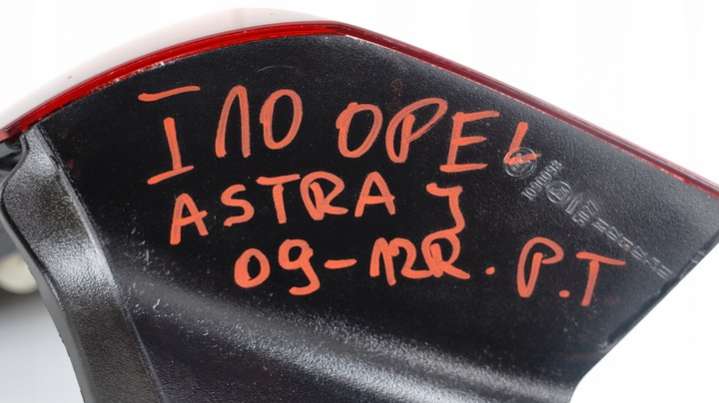 I 10 OPEL
ASTRA J
09-12R. P.T